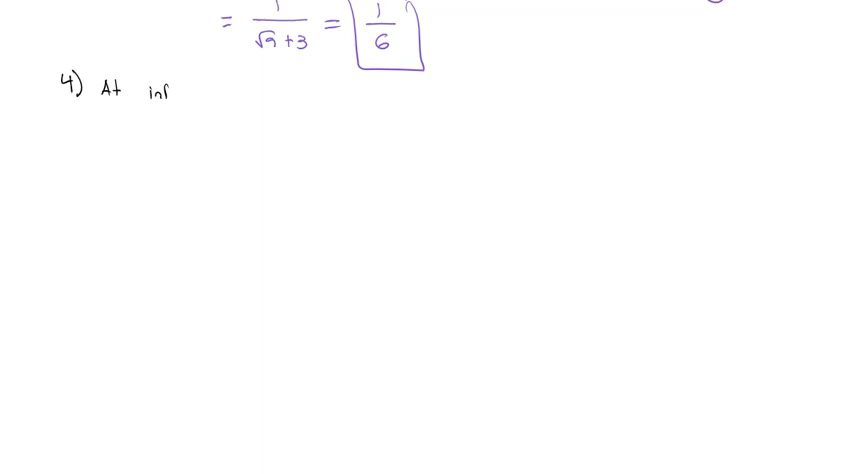 = 1 / √9 + 3 = 1 / 6
4) At inf